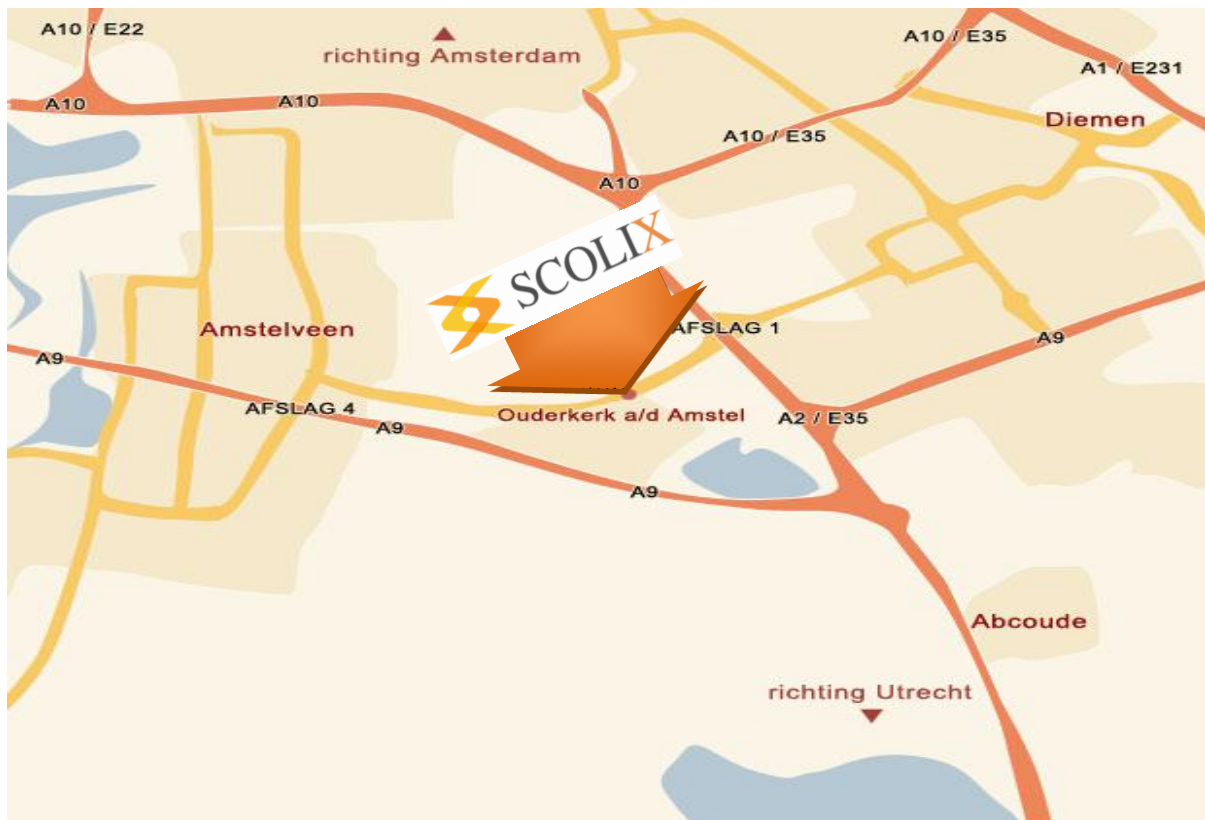 A10 / E22
richting Amsterdam
A10 / E35
A1 / E231
A10
A10
Diemen
A10 / E35
A10
SCOLIX
Amstelveen
AFSLAG 1
A9
A9
AFSLAG 4
Ouderkerk a/d Amstel
A2 / E35
A9
A9
Abcoude
richting Utrecht